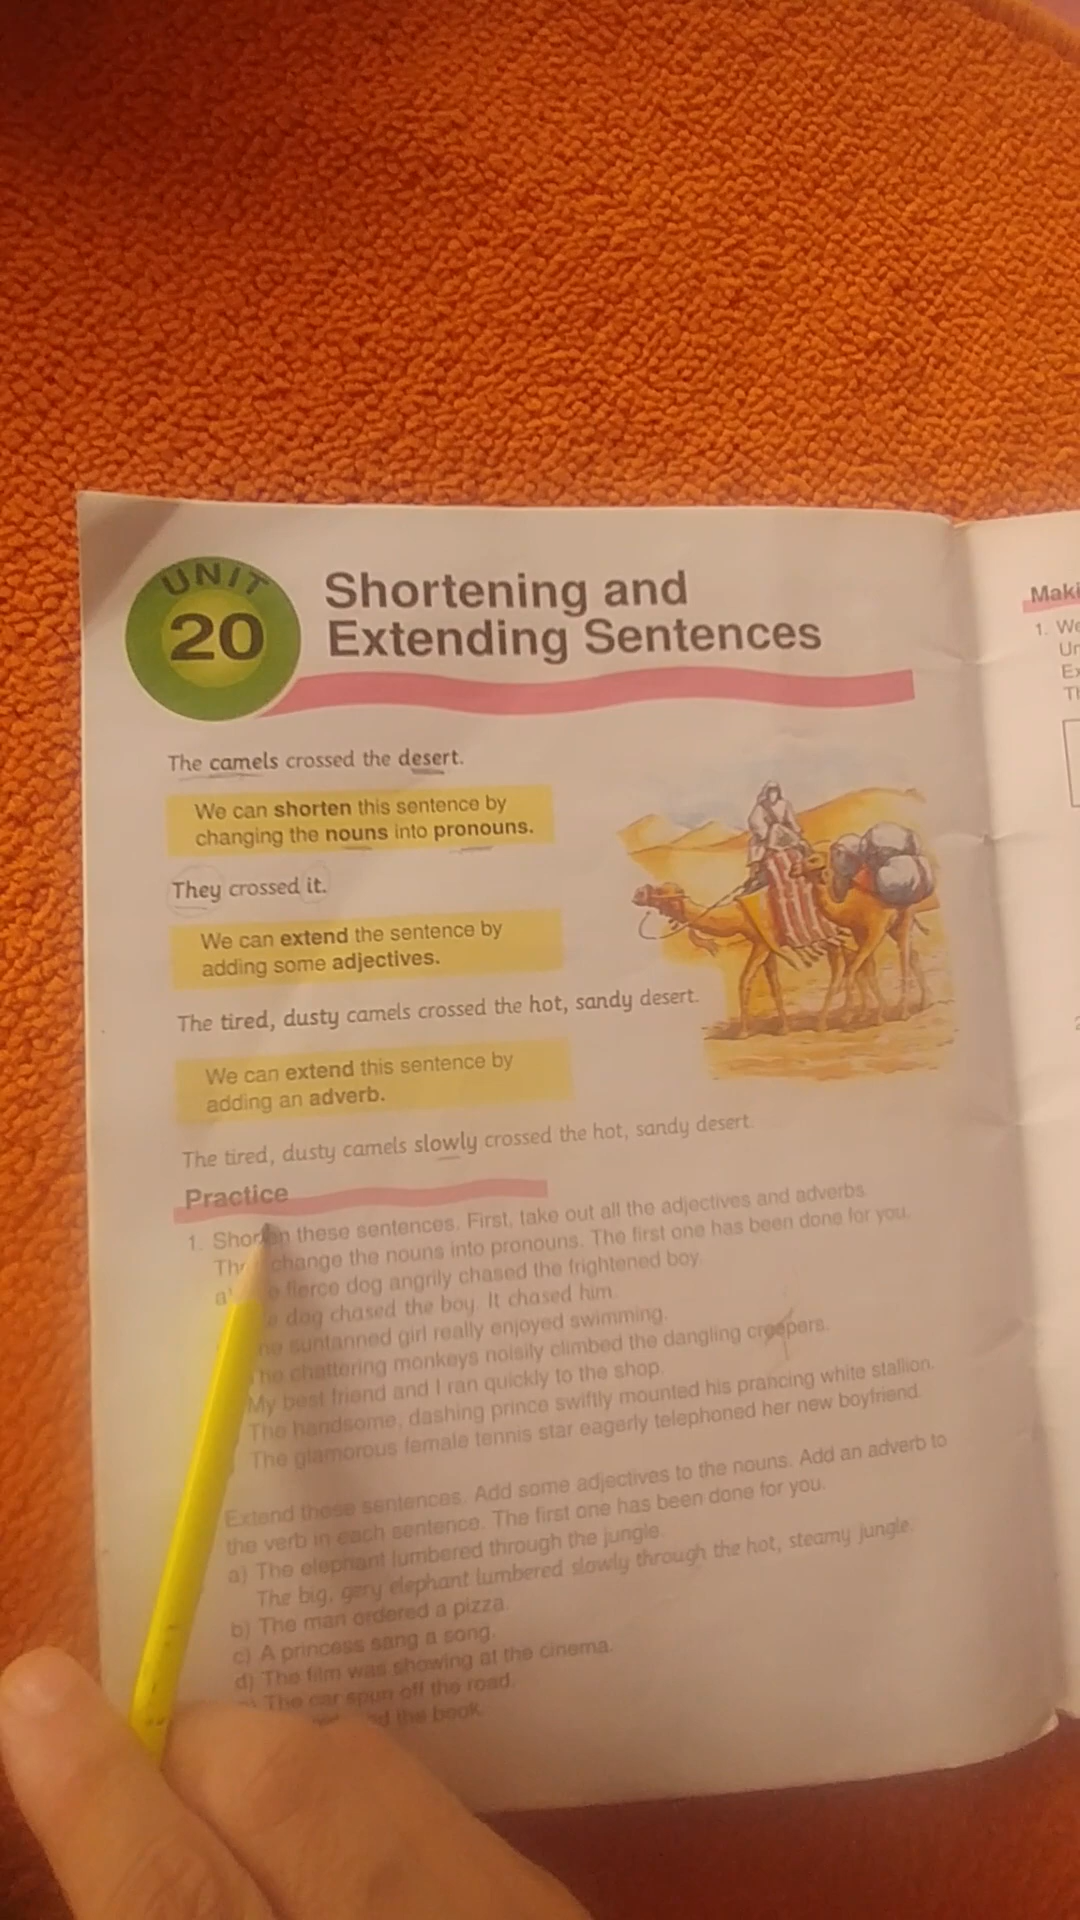 UNIT
20
Shortening and
Extending Sentences
The camels crossed the desert.
We can shorten this sentence by
changing the nouns into pronouns.
They crossed it.
We can extend the sentence by
adding some adjectives.
The tired, dusty camels crossed the hot, sandy desert.
We can extend this sentence by
adding an adverb.
The tired, dusty camels slowly crossed the hot, sandy desert.
Practice
1. Shorten these sentences. First, take out all the adjectives and adverbs.
change the nouns into pronouns. The first one has been done for you.
fierce dog angrily chased the frightened boy.
dog chased the boy. It chased him.
suntanned girl really enjoyed swimming.
chattering monkeys noisily climbed the dangling creepers.
My best friend and I ran quickly to the shop.
The handsome, dashing prince swiftly mounted his prancing white stallion.
The glamorous female tennis star eagerly telephoned her new boyfriend.
Extend these sentences. Add some adjectives to the nouns. Add an adverb to
the verb in each sentence. The first one has been done for you.
a) The elephant lumbered through the jungle.
The big, gery elephant lumbered slowly through the hot, steamy jungle.
b) The man ordered a pizza.
c) A princess sang a song.
d) The film was showing at the cinema.
The car spun off the road.
the book.
1. We